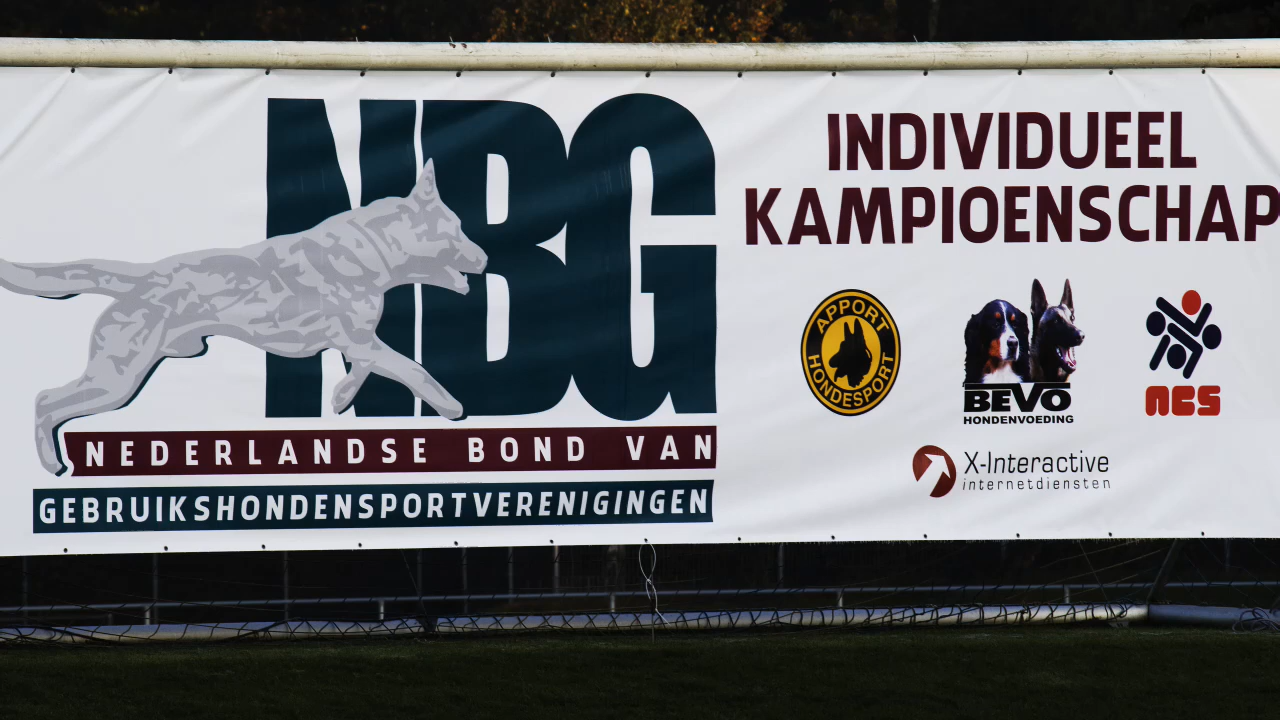 NBG
NEDERLANDSE BOND VAN
GEBRUIKSHONDENSPORTVERENIGINGEN
INDIVIDUEEL
KAMPIOENSCHAP
APPORT
HONDESPORT
BEVO
HONDENVOEDING
ncs
X-Interactive
internetdiensten